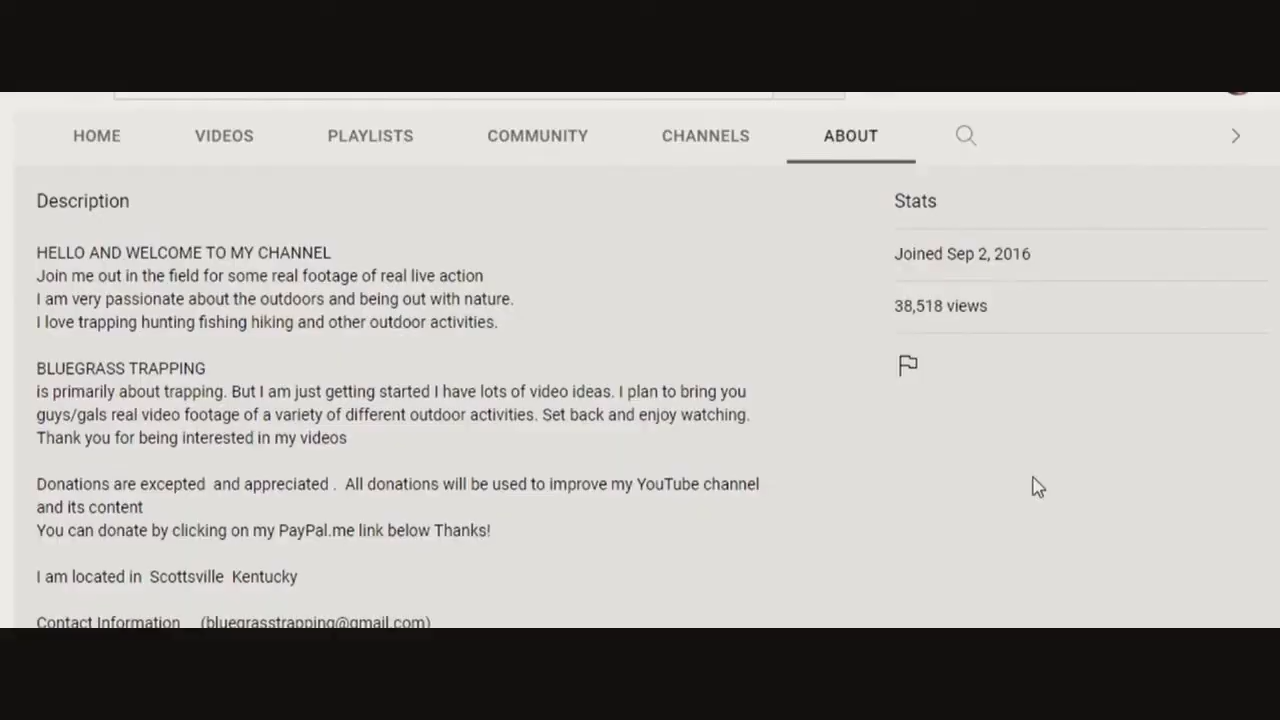 HOME VIDEOS PLAYLISTS COMMUNITY CHANNELS ABOUT
Description
HELLO AND WELCOME TO MY CHANNEL
Join me out in the field for some real footage of real live action
I am very passionate about the outdoors and being out with nature.
I love trapping hunting fishing hiking and other outdoor activities.
BLUEGRASS TRAPPING
is primarily about trapping. But I am just getting started I have lots of video ideas. I plan to bring you
guys/gals real video footage of a variety of different outdoor activities. Set back and enjoy watching.
Thank you for being interested in my videos
Donations are excepted  and appreciated .  All donations will be used to improve my YouTube channel
and its content
You can donate by clicking on my PayPal.me link below Thanks!
I am located in  Scottsville  Kentucky
Contact Information    (bluegrasstrapping@gmail.com)
Stats
Joined Sep 2, 2016
38,518 views